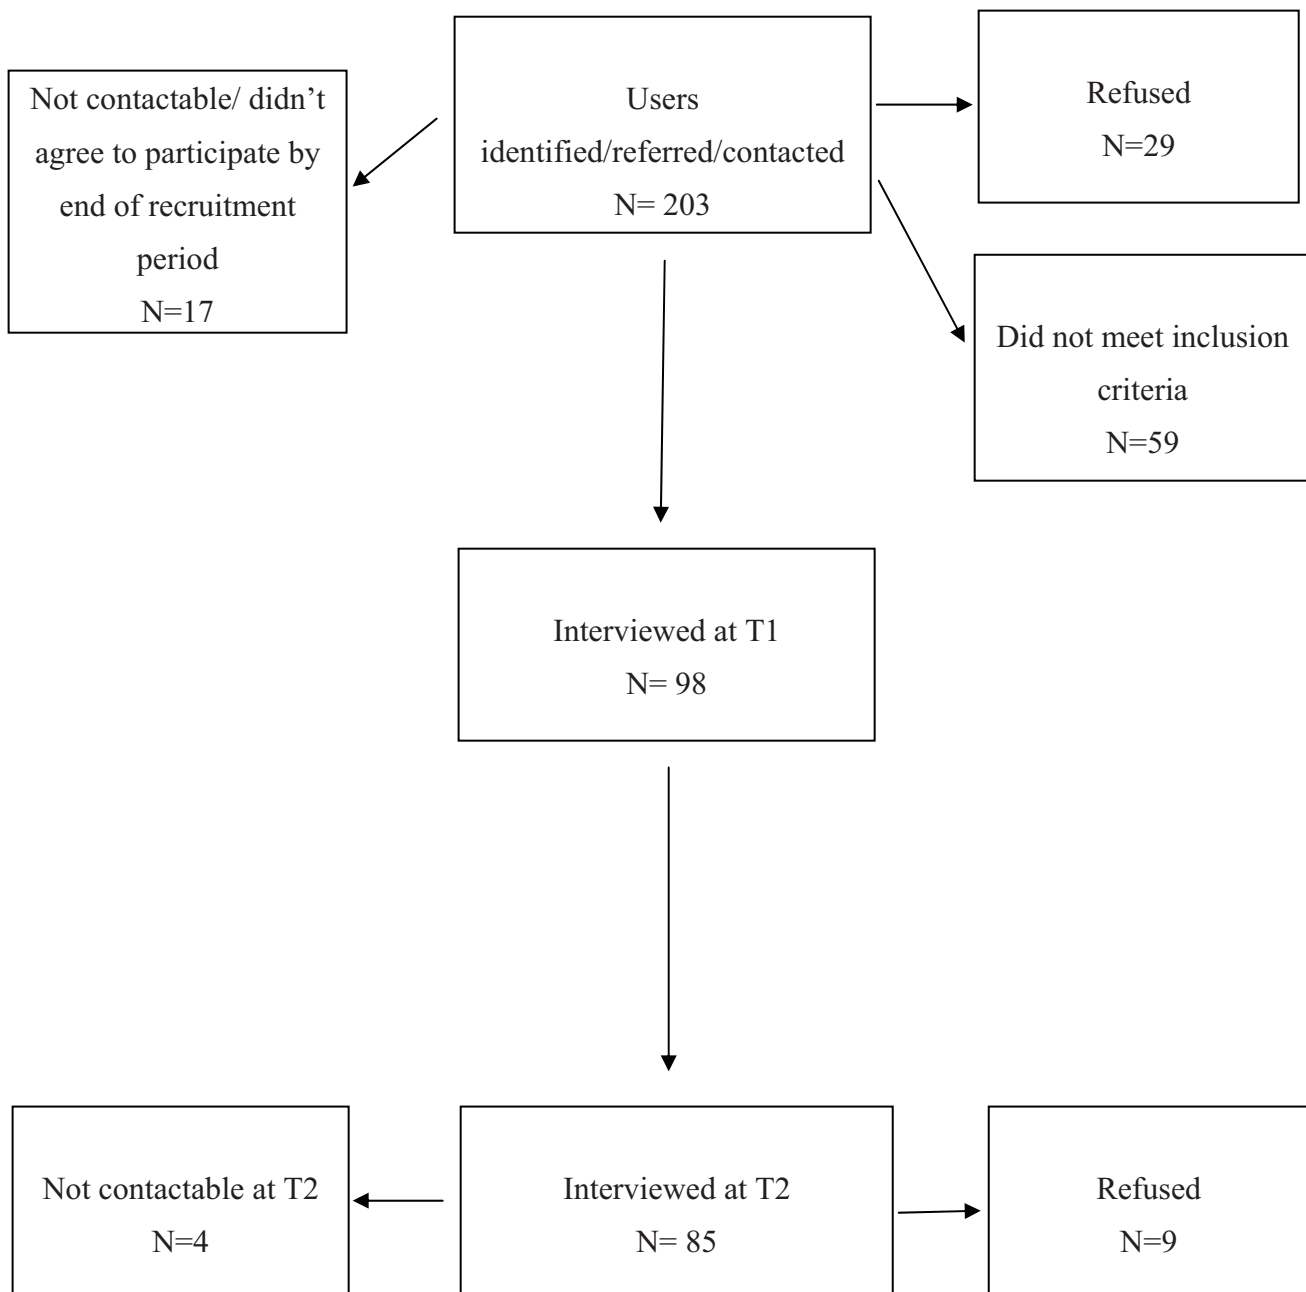 Not contactable/ didn’t
agree to participate by
end of recruitment
period
N=17
Users
identified/referred/contacted
N= 203
Refused
N=29
Did not meet inclusion
criteria
N=59
Interviewed at T1
N= 98
Not contactable at T2
N=4
Interviewed at T2
N= 85
Refused
N=9